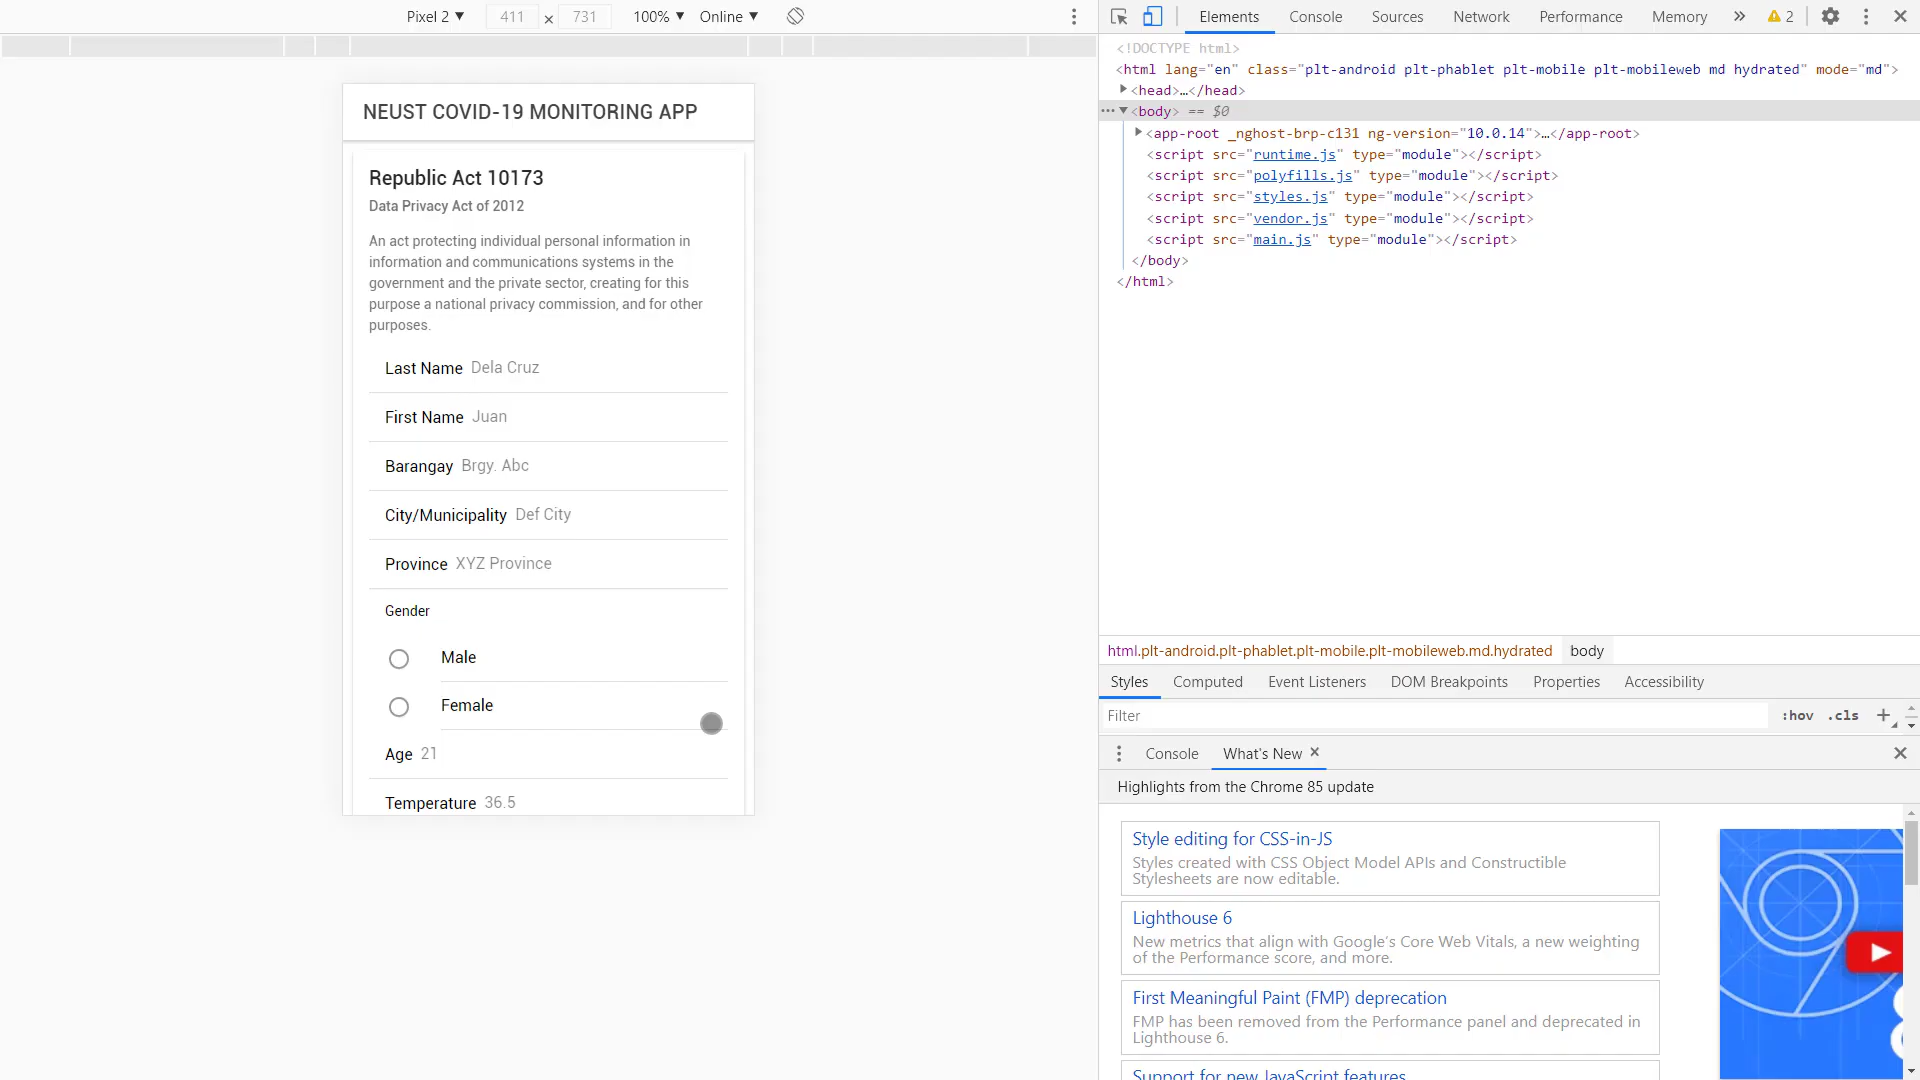 Pixel 2 ▼ 411 × 731 100% ▼ Online ▼
NEUST COVID-19 MONITORING APP
Republic Act 10173
Data Privacy Act of 2012
An act protecting individual personal information in
information and communications systems in the
government and the private sector, creating for this
purpose a national privacy commission, and for other
purposes.
Last Name Dela Cruz
First Name Juan
Barangay Brgy. Abc
City/Municipality Def City
Province XYZ Province
Gender
Male
Female
Age 21
Temperature 36.5
Elements Console Sources Network Performance Memory » 2
<!DOCTYPE html>
<html lang="en" class="plt-android plt-phablet plt-mobile plt-mobileweb md hydrated" mode="md">
<head>…</head>
<body> == $0
<app-root _nghost-brp-c131 ng-version="10.0.14">…</app-root>
<script src="runtime.js" type="module"></script>
<script src="polyfills.js" type="module"></script>
<script src="styles.js" type="module"></script>
<script src="vendor.js" type="module"></script>
<script src="main.js" type="module"></script>
</body>
</html>
html.plt-android.plt-phablet.plt-mobile.plt-mobileweb.md.hydrated body
Styles Computed Event Listeners DOM Breakpoints Properties Accessibility
Filter :hov .cls +
Console What's New ×
Highlights from the Chrome 85 update
Style editing for CSS-in-JS
Styles created with CSS Object Model APIs and Constructible
Stylesheets are now editable.
Lighthouse 6
New metrics that align with Google's Core Web Vitals, a new weighting
of the Performance score, and more.
First Meaningful Paint (FMP) deprecation
FMP has been removed from the Performance panel and deprecated in
Lighthouse 6.
Support for new JavaScript features